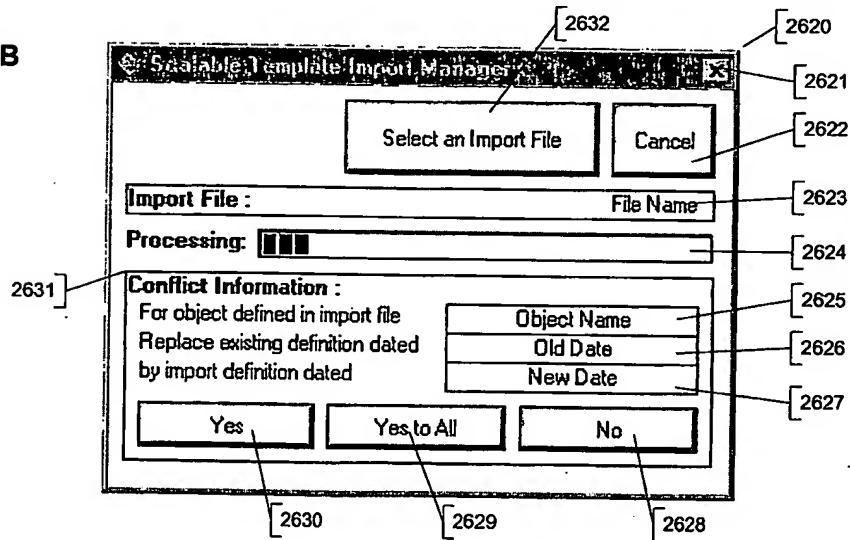 2632
2620
B
Scalable Template Import Manager
2621
Select an Import File
Cancel
2622
Import File :
File Name
2623
Processing:
2624
2631
Conflict Information :
For object defined in import file
Object Name
2625
Replace existing definition dated
Old Date
2626
by import definition dated
New Date
2627
Yes
Yes to All
No
2630
2629
2628